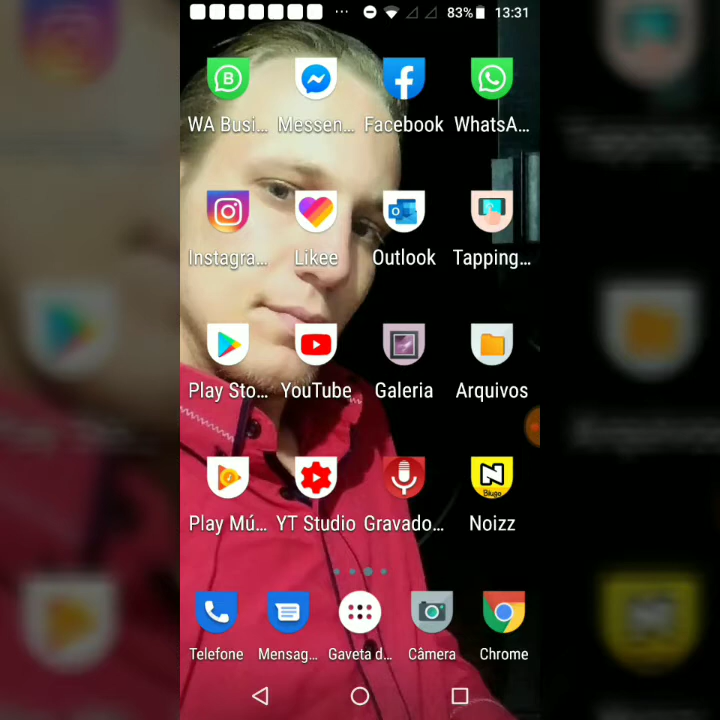 83% 13:31
WA Busi... Messen... Facebook WhatsA...
Instagra... Likee Outlook Tapping...
Play Sto... YouTube Galeria Arquivos
Biugo
Play Mú... YT Studio Gravado... Noizz
Telefone Mensag... Gaveta d... Câmera Chrome